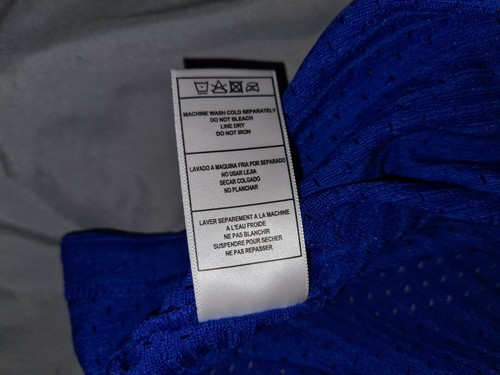 MACHINE WASH COLD SEPARATELY
DO NOT BLEACH
LINE DRY
DO NOT IRON
LAVADO A MAQUINA FRIA POR SEPARADO
NO USAR LEJIA
SECAR COLGADO
NO PLANCHAR
LAVER SEPAREMENT A LA MACHINE
A L'EAU FROIDE
NE PAS BLANCHIR
SUSPENDRE POUR SECHER
NE PAS REPASSER